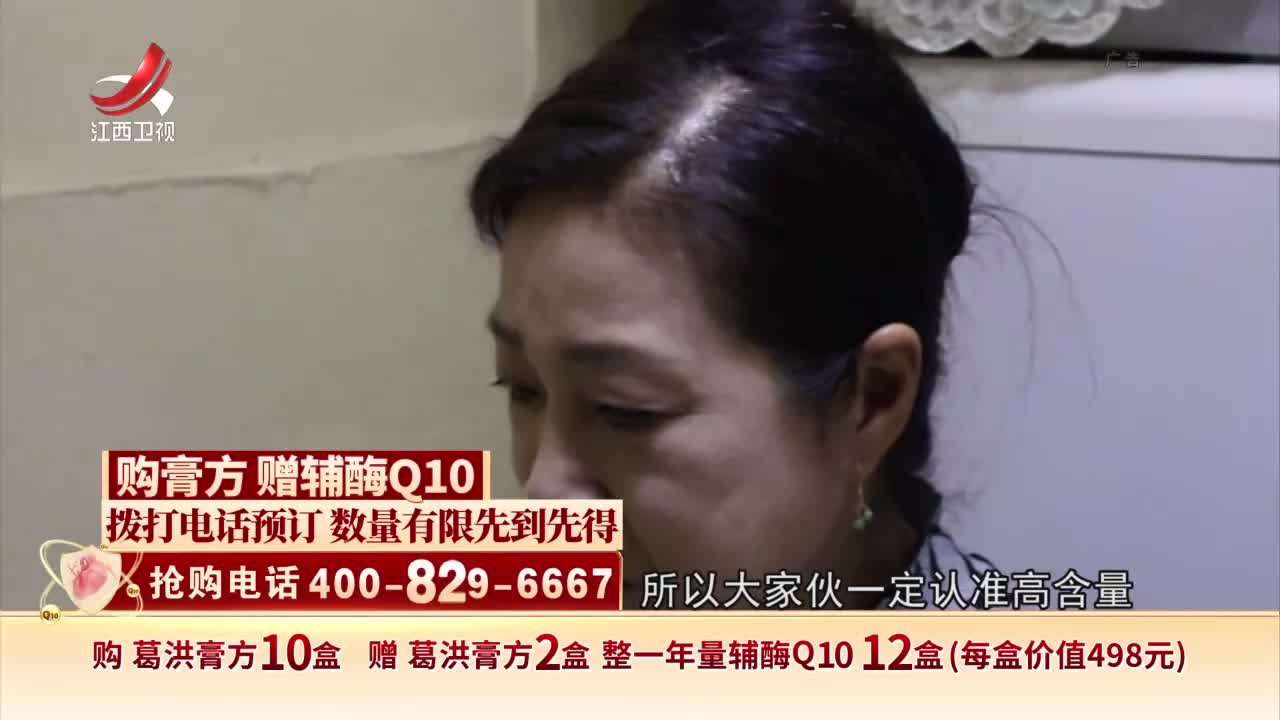 广告
江西卫视
购膏方 赠辅酶Q10
拨打电话预订 数量有限先到先得
抢购电话 400-829-6667
Q10
Q10
所以大家伙一定认准高含量
购 葛洪膏方10盒 赠 葛洪膏方2盒 整一年量辅酶Q10 12盒(每盒价值498元)